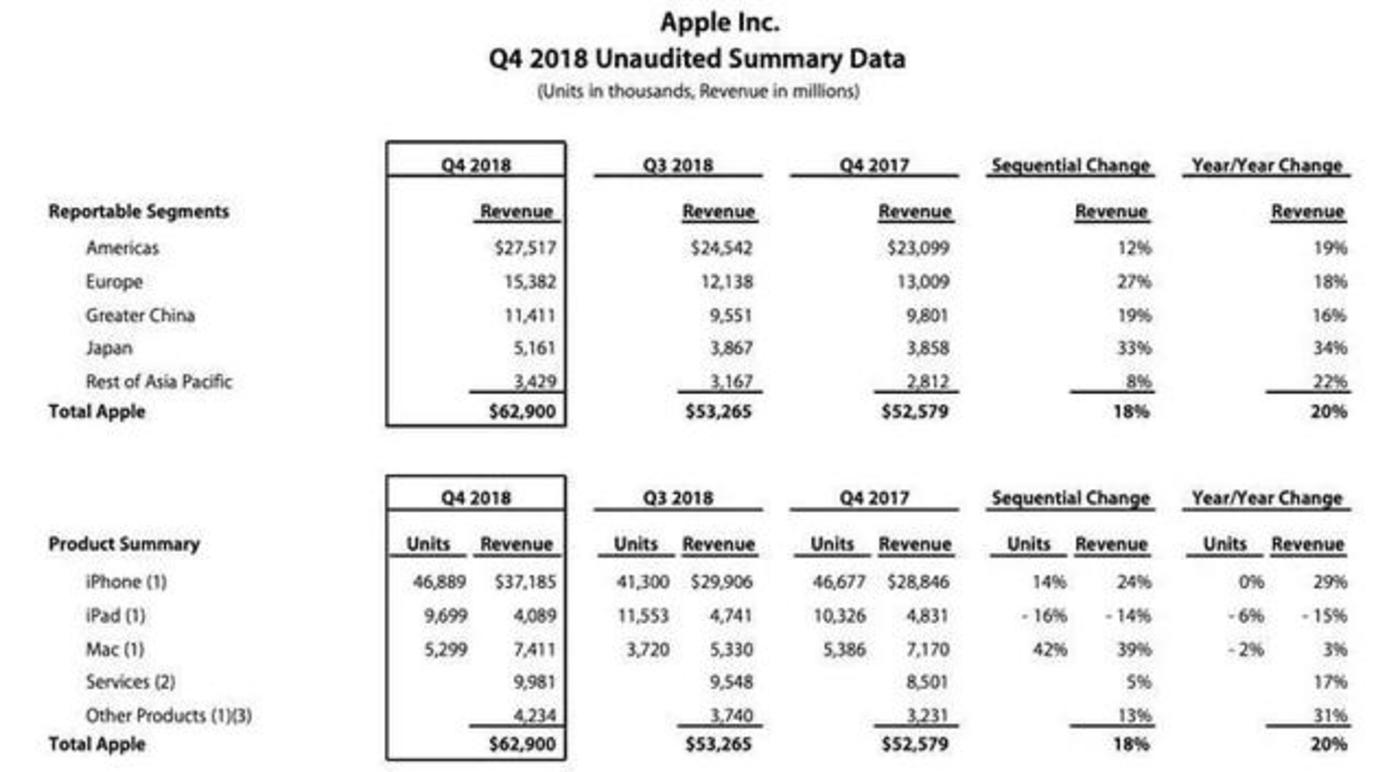 Apple Inc.
Q4 2018 Unaudited Summary Data
(Units in thousands, Revenue in millions)
Q4 2018 Q3 2018 Q4 2017 Sequential Change Year/Year Change
Reportable Segments Revenue Revenue Revenue Revenue Revenue
Americas $27,517 $24,542 $23,099 12% 19%
Europe 15,382 12,138 13,009 27% 18%
Greater China 11,411 9,551 9,801 19% 16%
Japan 5,161 3,867 3,858 33% 34%
Rest of Asia Pacific 3,429 3,167 2,812 8% 22%
Total Apple $62,900 $53,265 $52,579 18% 20%
Q4 2018 Q3 2018 Q4 2017 Sequential Change Year/Year Change
Product Summary Units Revenue Units Revenue Units Revenue Units Revenue Units Revenue
iPhone (1) 46,889 $37,185 41,300 $29,906 46,677 $28,846 14% 24% 0% 29%
iPad (1) 9,699 4,089 11,553 4,741 10,326 4,831 - 16% - 14% - 6% - 15%
Mac (1) 5,299 7,411 3,720 5,330 5,386 7,170 42% 39% - 2% 3%
Services (2) 9,981 9,548 8,501 5% 17%
Other Products (1)(3) 4,234 3,740 3,231 13% 31%
Total Apple $62,900 $53,265 $52,579 18% 20%